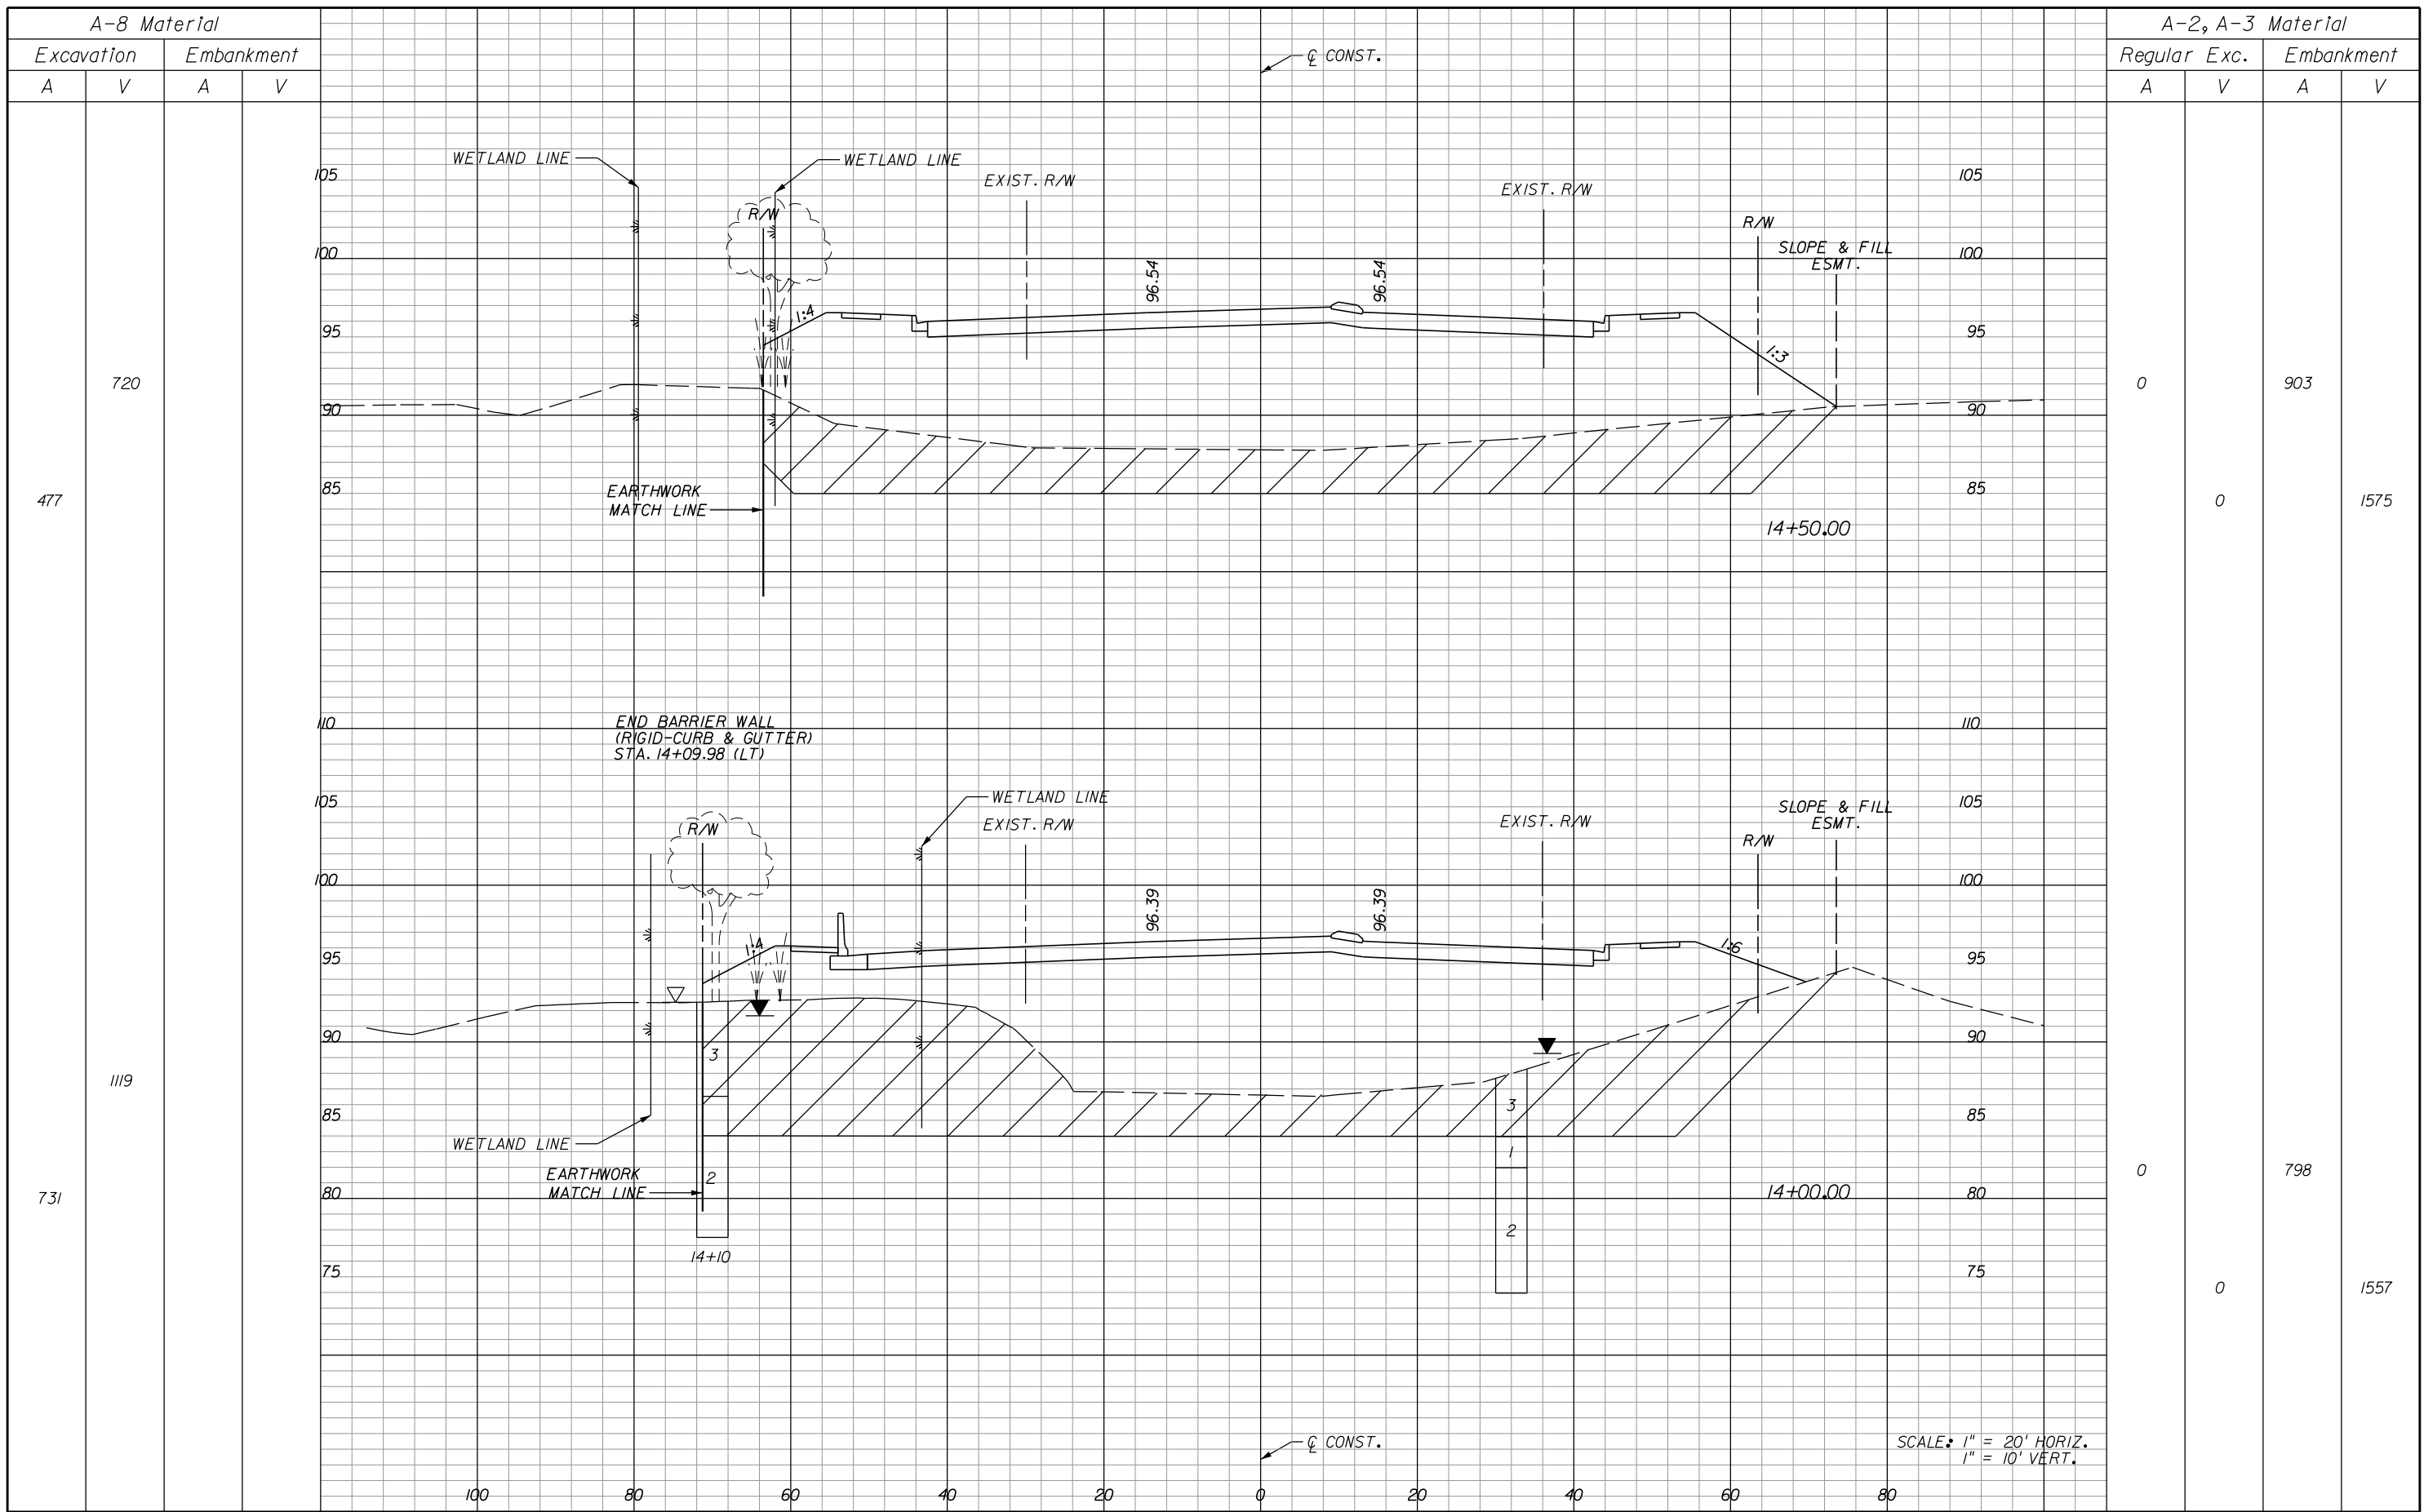 A-8 Material
Excavation
Embankment
A
V
A
V
A-2, A-3 Material
Regular Exc.
Embankment
A
V
A
V
℄ CONST.
WETLAND LINE
WETLAND LINE
105
EXIST. R/W
EXIST. R/W
105
R/W
R/W
100
SLOPE & FILL
ESMT.
100
96.54
96.54
1:4
95
95
1:3
720
0
903
90
90
477
85
EARTHWORK
MATCH LINE
85
0
1575
14+50.00
110
END BARRIER WALL
(RIGID-CURB & GUTTER)
STA. 14+09.98 (LT)
110
105
WETLAND LINE
SLOPE & FILL
ESMT.
105
R/W
EXIST. R/W
EXIST. R/W
R/W
100
100
96.39
96.39
1:4
1:6
95
95
90
90
3
1119
85
3
85
WETLAND LINE
1
EARTHWORK
MATCH LINE
2
0
798
731
80
14+00.00
80
2
14+10
75
75
0
1557
℄ CONST.
SCALE: 1" = 20' HORIZ.
1" = 10' VERT.
100
80
60
40
20
0
20
40
60
80